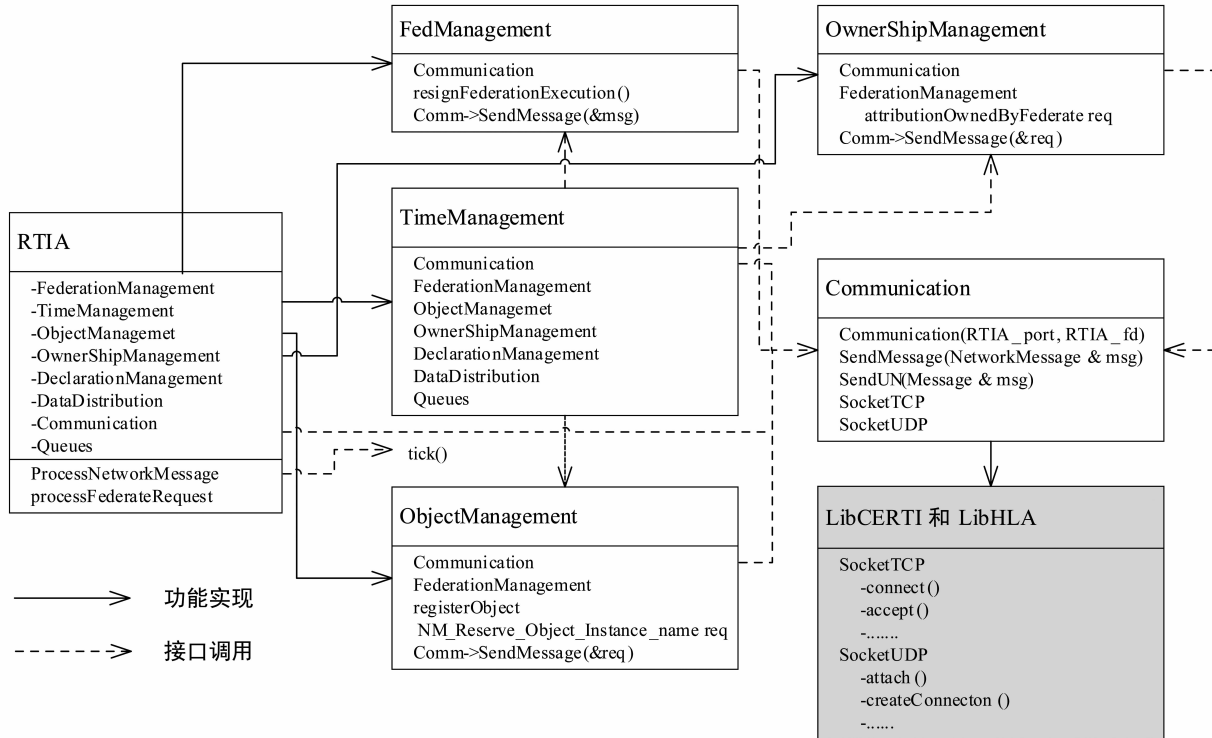 FedManagement
Communication
resignFederationExecution()
Comm->SendMessage(&msg)
OwnerShipManagement
Communication
FederationManagement
attributionOwnedByFederate req
Comm->SendMessage(&req)
RTIA
-FederationManagement
-TimeManagement
-ObjectManagemet
-OwnerShipManagement
-DeclarationManagement
-DataDistribution
-Communication
-Queues
ProcessNetworkMessage
processFederateRequest
TimeManagement
Communication
FederationManagement
ObjectManagemet
OwnerShipManagement
DeclarationManagement
DataDistribution
Queues
tick()
Communication
Communication(RTIA_port, RTIA_fd)
SendMessage(NetworkMessage & msg)
SendUN(Message & msg)
SocketTCP
SocketUDP
ObjectManagement
Communication
FederationManagement
registerObject
NM_Reserve_Object_Instance_name req
Comm->SendMessage(&req)
LibCERTI 和 LibHLA
SocketTCP
-connect()
-accept()
-.......
SocketUDP
-attach ()
-createConnecton ()
-......
功能实现
接口调用